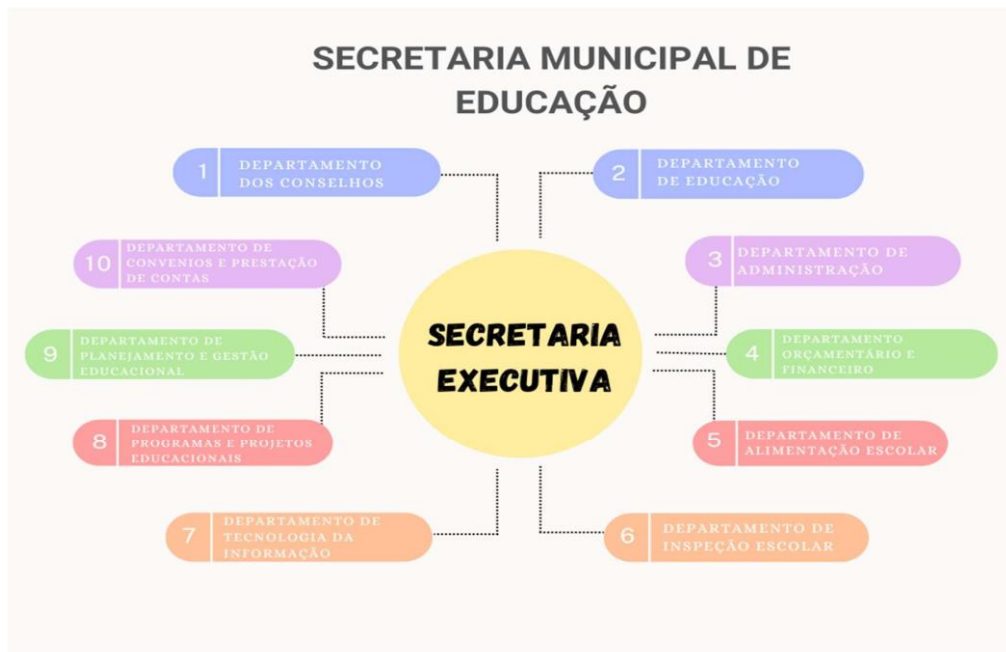 SECRETARIA MUNICIPAL DE
EDUCAÇÃO
1
DEPARTAMENTO
DOS CONSELHOS
2
DEPARTAMENTO
DE EDUCAÇÃO
10
DEPARTAMENTO DE
CONVENIOS E PRESTAÇÃO
DE CONTAS
3
DEPARTAMENTO DE
ADMINISTRAÇÃO
SECRETARIA
EXECUTIVA
9
DEPARTAMENTO DE
PLANEJAMENTO E GESTÃO
EDUCACIONAL
4
DEPARTAMENTO
ORÇAMENTÁRIO E
FINANCEIRO
8
DEPARTAMENTO DE
PROGRAMAS E PROJETOS
EDUCACIONAIS
5
DEPARTAMENTO DE
ALIMENTAÇÃO ESCOLAR
7
DEPARTAMENTO DE
TECNOLOGIA DA
INFORMAÇÃO
6
DEPARTAMENTO DE
INSPEÇÃO ESCOLAR